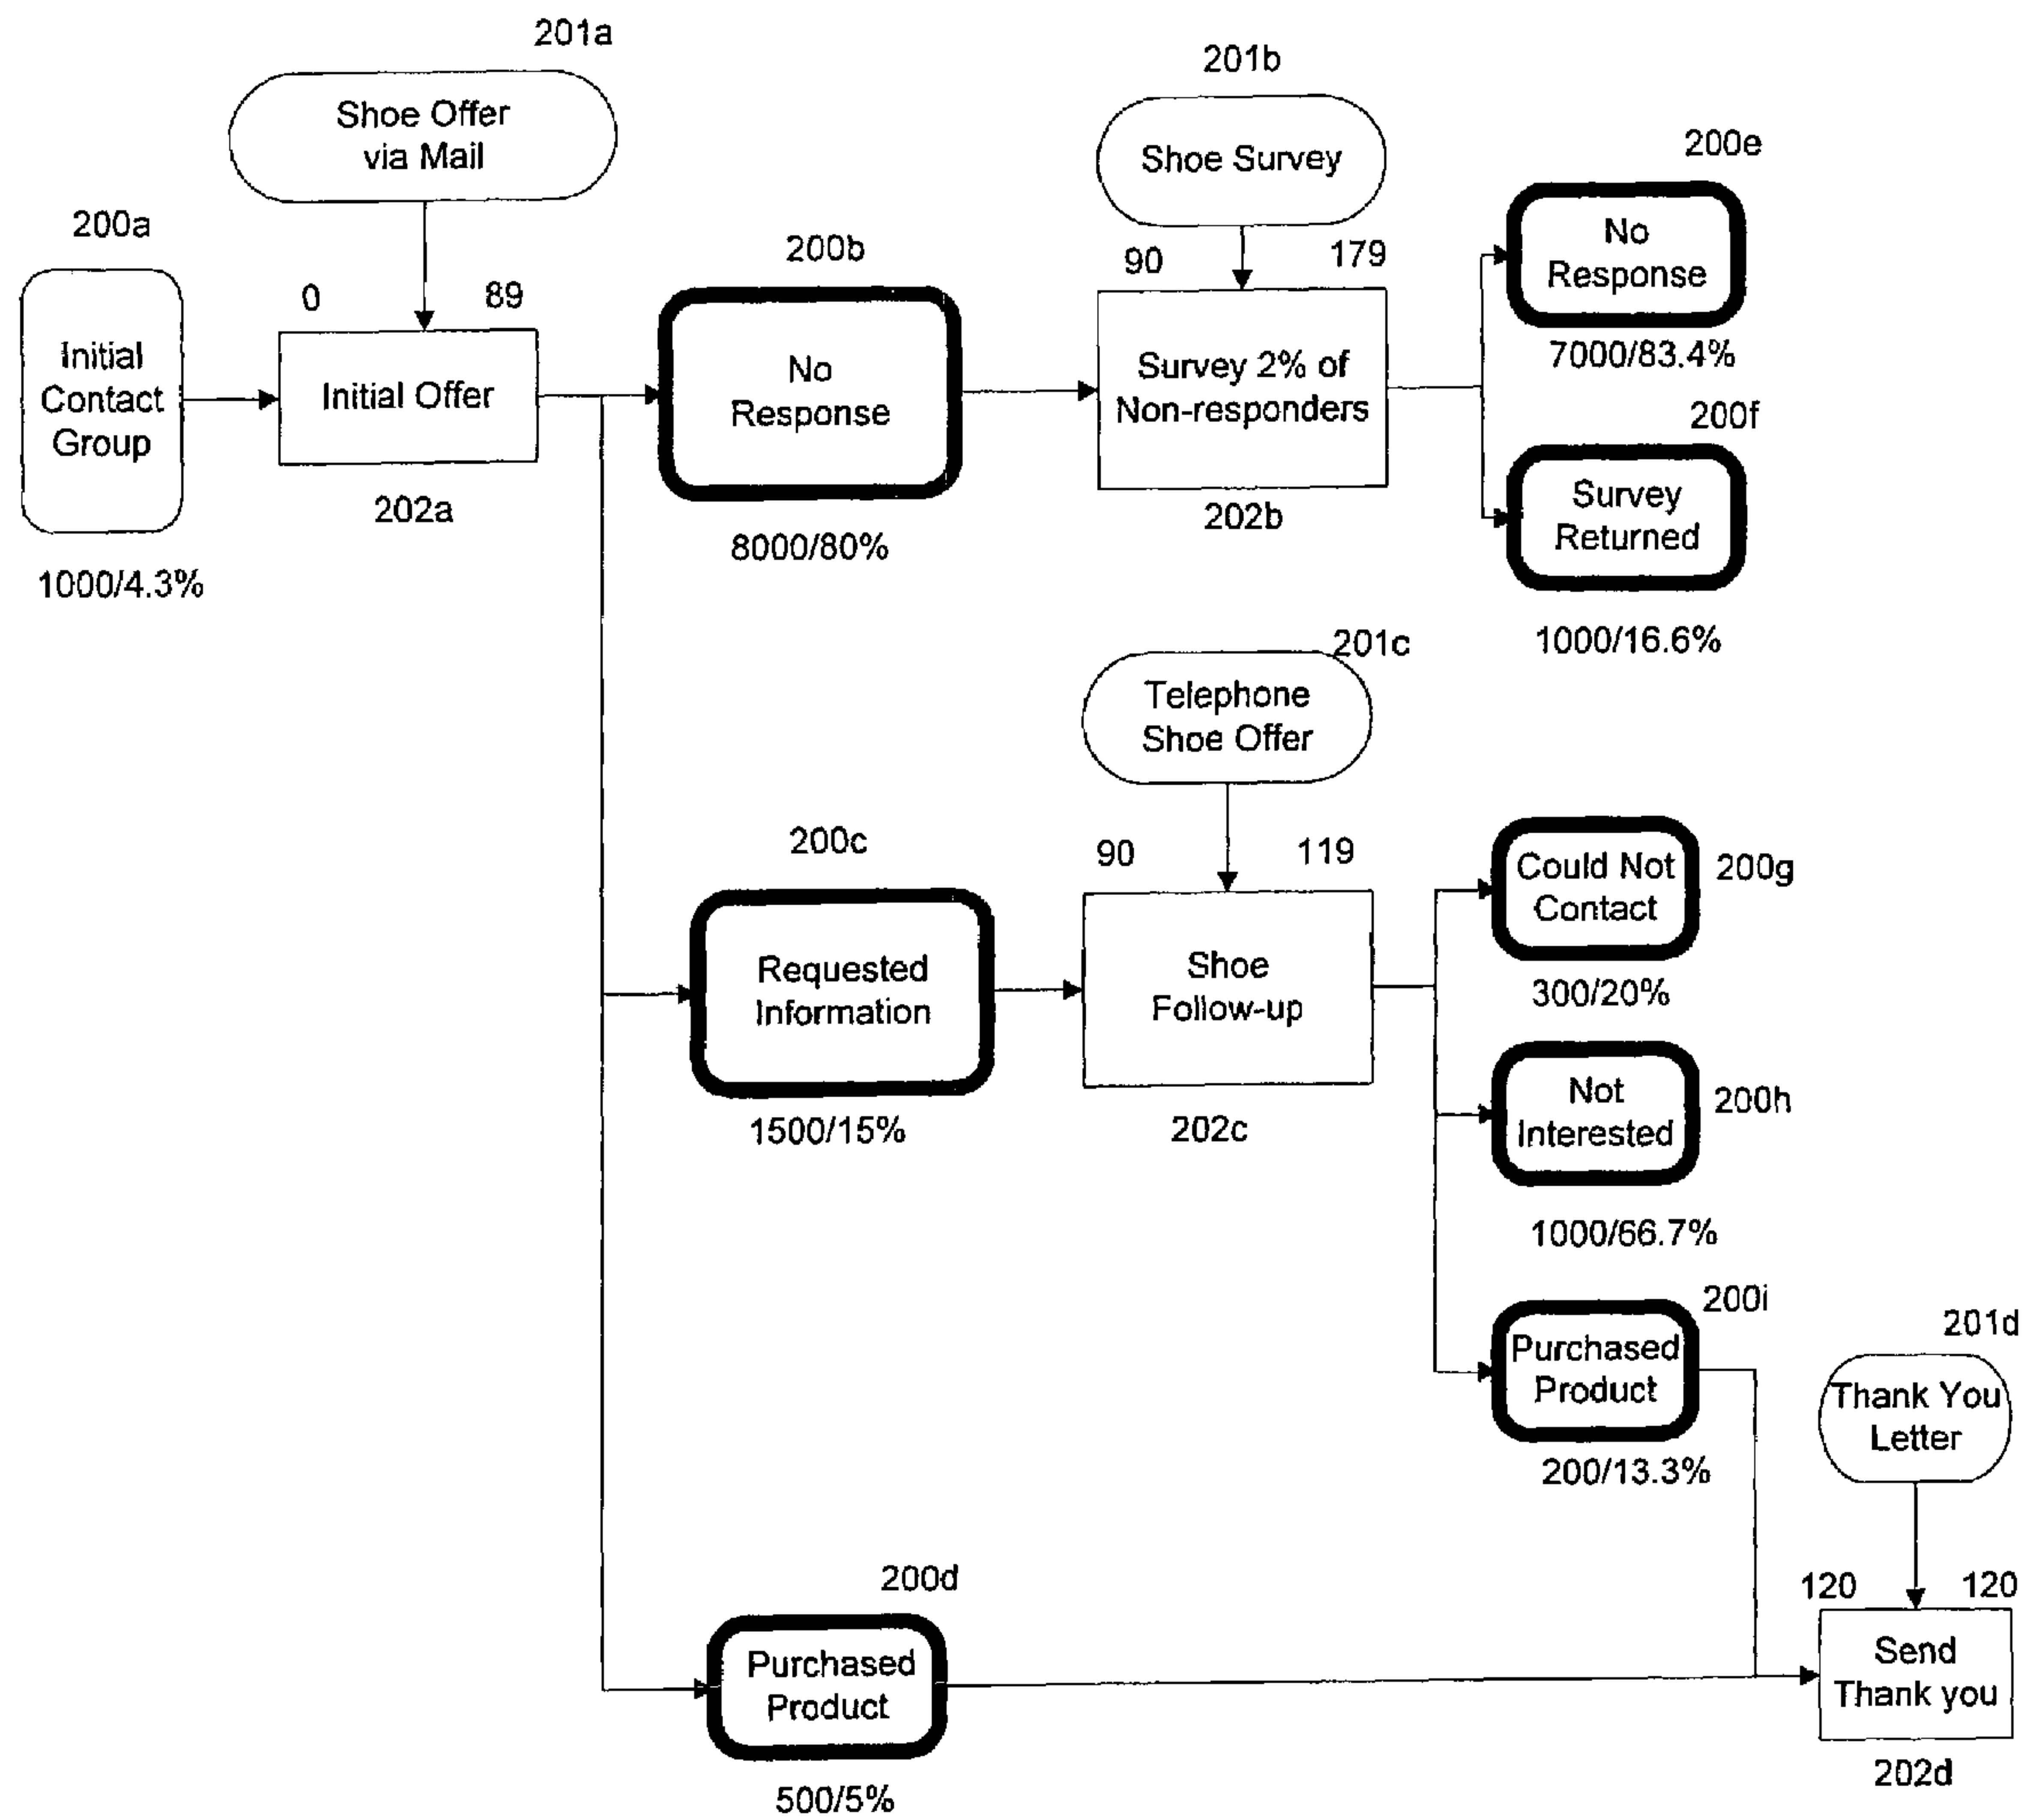 201a
Shoe Offer
via Mail
201b
Shoe Survey
200e
No
Response
7000/83.4%
200a
Initial
Contact
Group
1000/4.3%
0
89
Initial Offer
202a
200b
No
Response
8000/80%
90
179
Survey 2% of
Non-responders
202b
200f
Survey
Returned
1000/16.6%
201c
Telephone
Shoe Offer
200c
Requested
Information
1500/15%
90
119
Shoe
Follow-up
202c
Could Not
Contact
200g
300/20%
Not
Interested
200h
1000/66.7%
200i
Purchased
Product
200/13.3%
201d
Thank You
Letter
200d
Purchased
Product
500/5%
120
120
Send
Thank you
202d